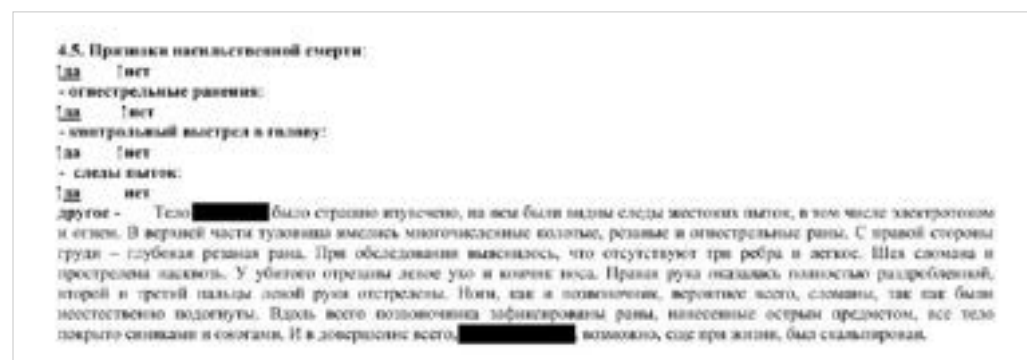 4.5. Признаки насильственной смерти:
да нет
- огнестрельные ранения:
да нет
- контрольный выстрел в голову:
да нет
- следы пыток:
да нет
другое - Тело было страшно изувечено, на нем были видны следы жестоких пыток, в том числе электротоком
и огнем. В верхней части туловища имелись многочисленные колотые, резаные и огнестрельные раны. С правой стороны
груди – глубокая резаная рана. При обследовании выяснилось, что отсутствуют три ребра и легкое. Шея сломана и
прострелена насквозь. У убитого отрезаны левое ухо и кончик носа. Правая рука оказалась полностью раздробленной,
второй и третий пальцы левой руки отстрелены. Ноги, как и позвоночник, вероятнее всего, сломаны, так как были
неестественно подогнуты. Вдоль всего позвоночника зафиксированы раны, нанесенные острым предметом, все тело
покрыто синяками и ожогами. И в довершение всего, возможно, еще при жизни, был скальпирован.